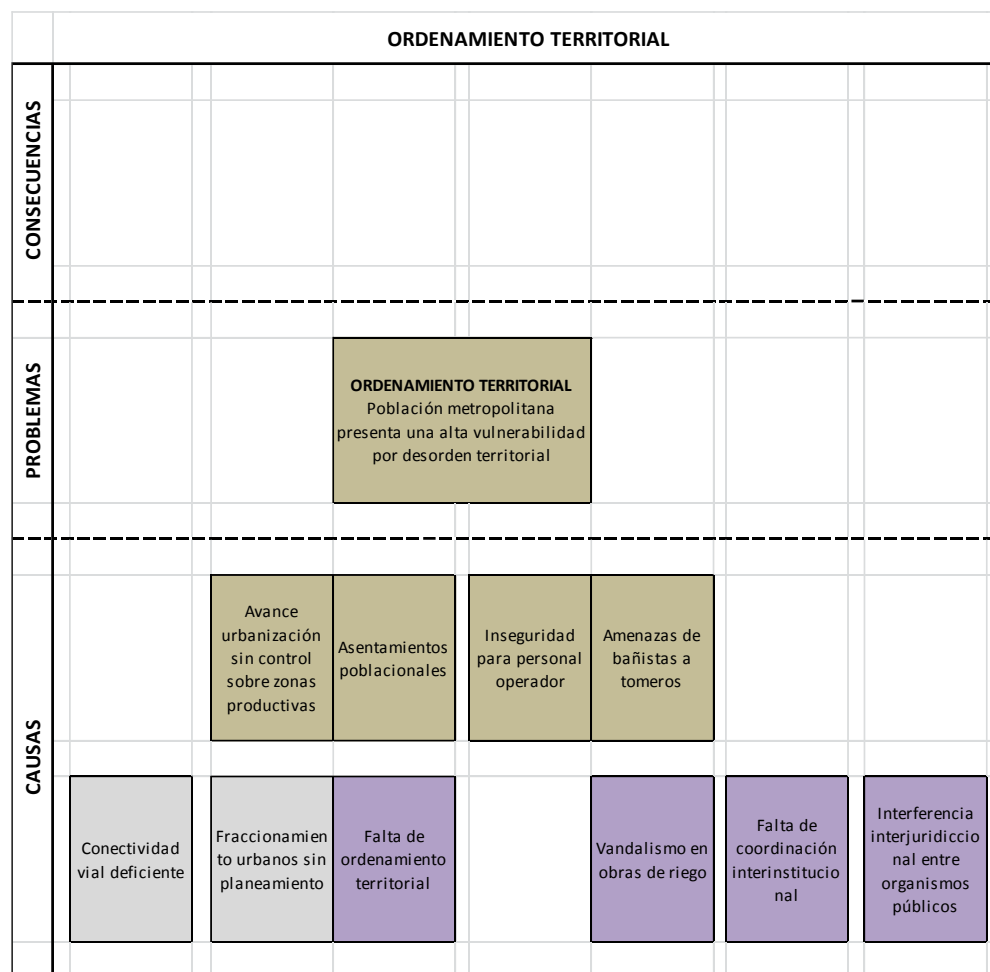 ORDENAMIENTO TERRITORIAL
CONSECUENCIAS
PROBLEMAS
ORDENAMIENTO TERRITORIAL
Población metropolitana
presenta una alta vulnerabilidad
por desorden territorial
CAUSAS
Avance
urbanización
sin control
sobre zonas
productivas
Asentamientos
poblacionales
Inseguridad
para personal
operador
Amenazas de
bañistas a
tomeros
Conectividad
vial deficiente
Fraccionamien
to urbanos sin
planeamiento
Falta de
ordenamiento
territorial
Vandalismo en
obras de riego
Falta de
coordinación
interinstitucio
nal
Interferencia
interjuridiccio
nal entre
organismos
públicos